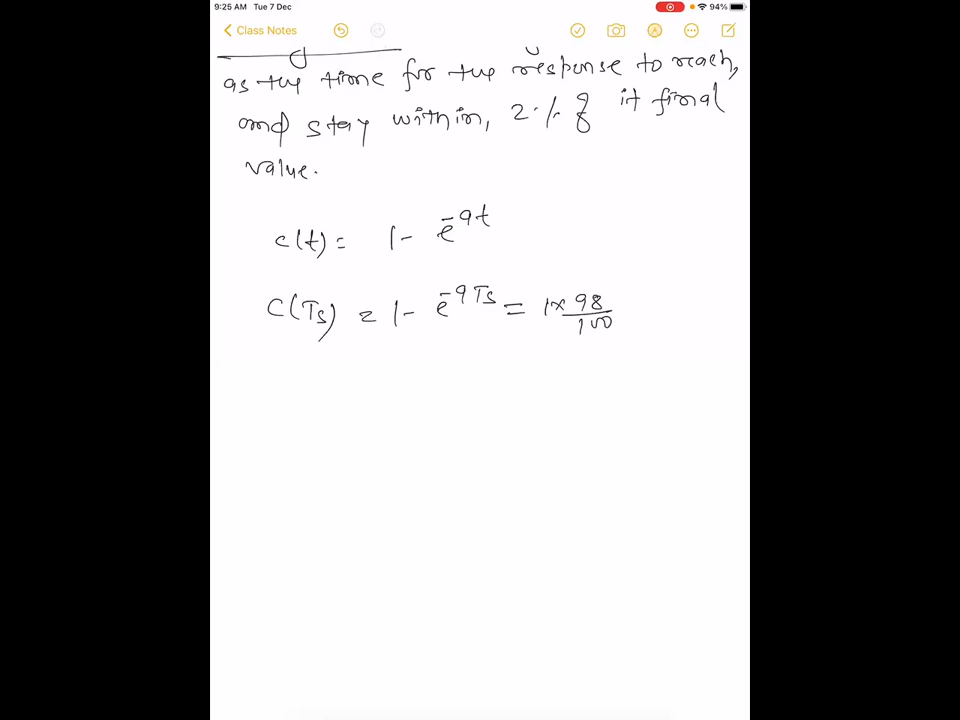 9:25 AM Tue 7 Dec 94%
Class Notes
as the time for the response to reach,
and stay within, 2% of it final
value.
c(t) = 1 - e^-at
C(Ts) = 1 - e^-aTs = 1 × 98/100